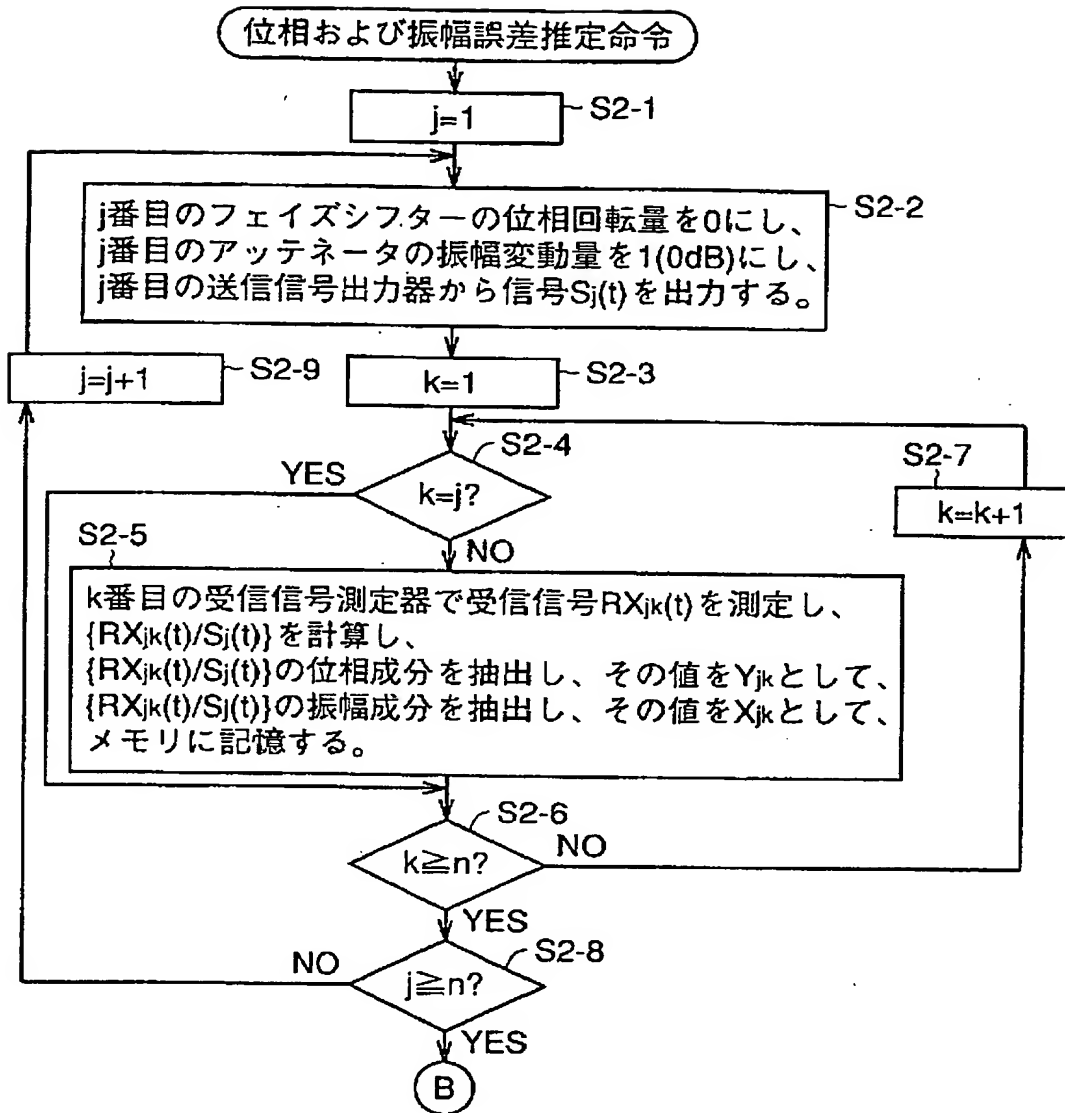 位相および振幅誤差推定命令
j=1
S2-1
j番目のフェイズシフターの位相回転量を0にし、
j番目のアッテネータの振幅変動量を1(0dB)にし、
j番目の送信信号出力器から信号Sj(t)を出力する。
S2-2
j=j+1
S2-9
k=1
S2-3
S2-4
YES
k=j?
NO
S2-7
k=k+1
S2-5
k番目の受信信号測定器で受信信号RXjk(t)を測定し、
{RXjk(t)/Sj(t)}を計算し、
{RXjk(t)/Sj(t)}の位相成分を抽出し、その値をYjkとして、
{RXjk(t)/Sj(t)}の振幅成分を抽出し、その値をXjkとして、
メモリに記憶する。
S2-6
k≧n?
NO
YES
S2-8
NO
j≧n?
YES
B